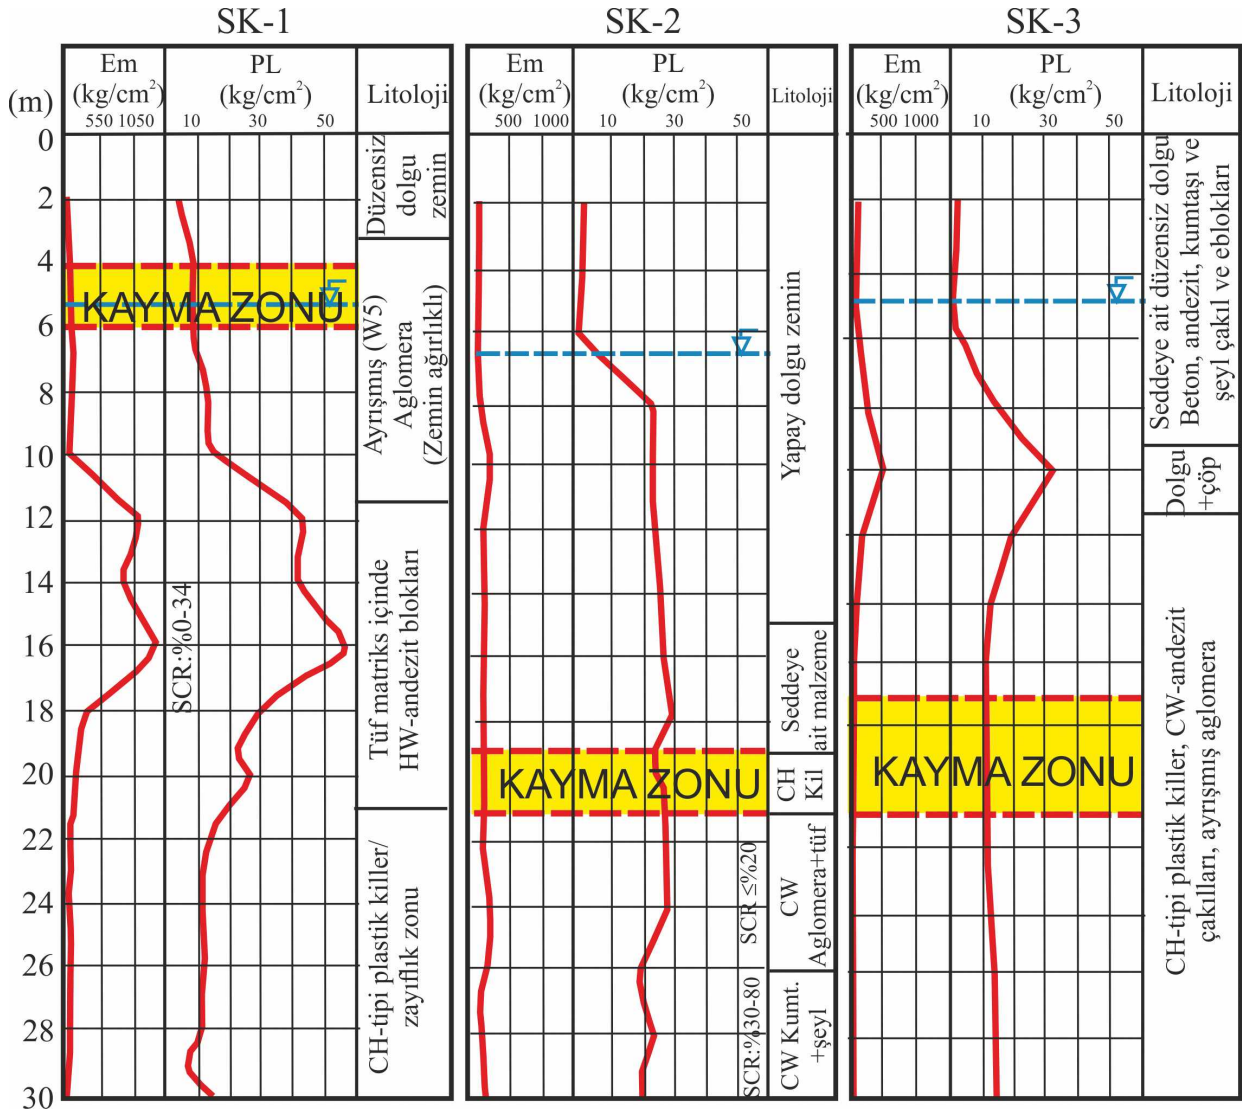 SK-1
SK-2
SK-3
(m)
Em
(kg/cm²)
550 1050
PL
(kg/cm²)
10 30 50
Litoloji
Em
(kg/cm²)
500 1000
PL
(kg/cm²)
10 30 50
Litoloji
Em
(kg/cm²)
500 1000
PL
(kg/cm²)
10 30 50
Litoloji
0
2
4
6
8
10
12
14
16
18
20
22
24
26
28
30
KAYMA ZONU
SCR:%0-34
Düzensiz
dolgu
zemin
Ayrışmış (W5)
Aglomera
(Zemin ağırlıklı)
Tüf matriks içinde
HW-andezit blokları
CH-tipi plastik killer/
zayıflık zonu
KAYMA ZONU
SCR ≤%20
SCR:%30-80
Yapay dolgu zemin
Seddeye
ait malzeme
CH
Kil
CW
Aglomera+tüf
CW Kumt.
+şeyl
KAYMA ZONU
Seddeye ait düzensiz dolgu
Beton, andezit, kumtaşı ve
şeyl çakıl ve eblokları
Dolgu
+çöp
CH-tipi plastik killer, CW-andezit
çakılları, ayrışmış aglomera